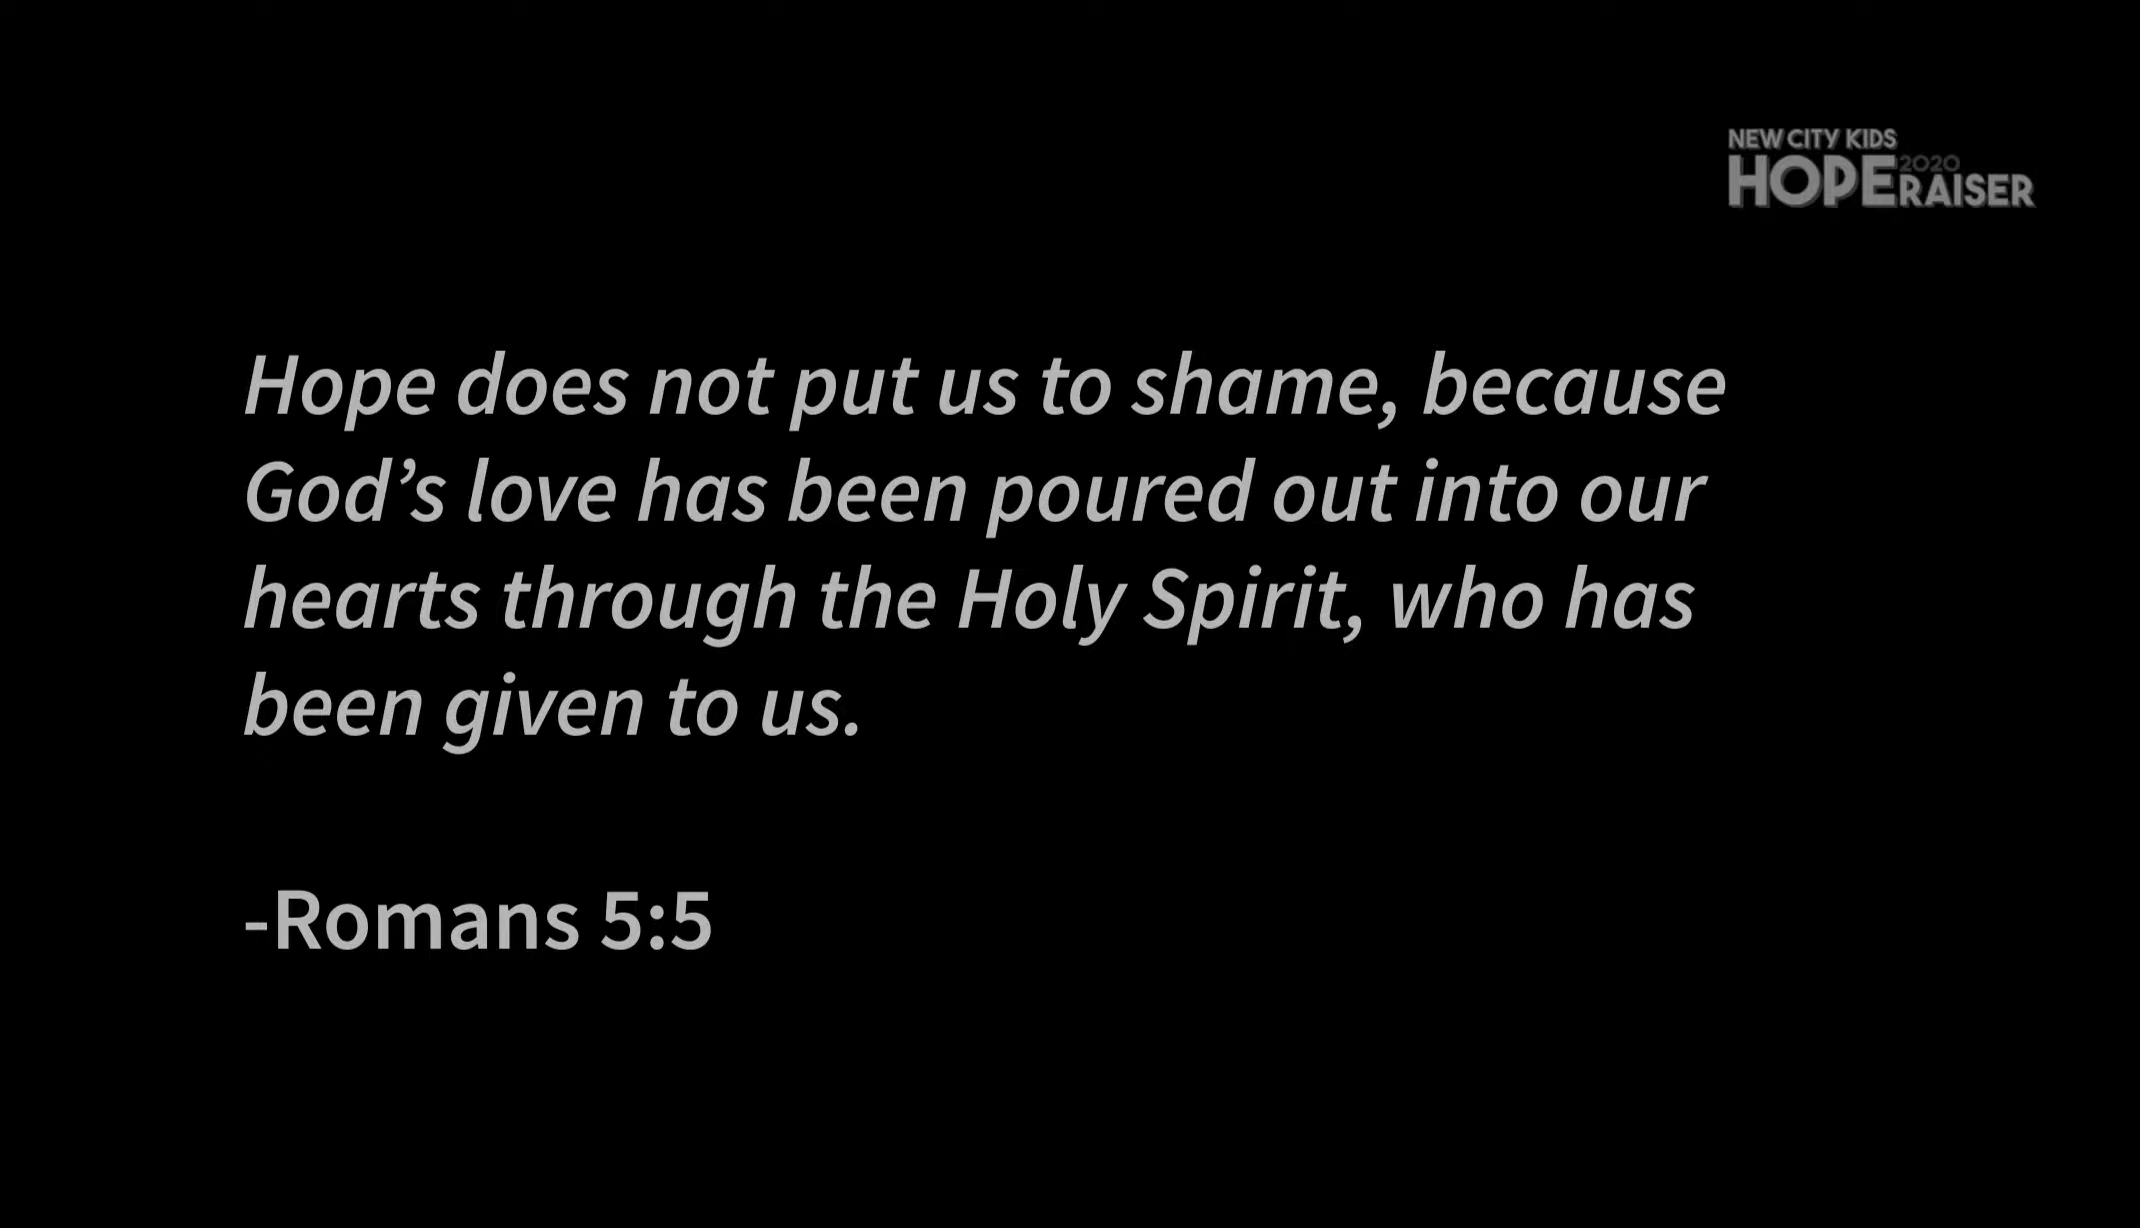 NEW CITY KIDS
HOPE 2020 RAISER
Hope does not put us to shame, because
God’s love has been poured out into our
hearts through the Holy Spirit, who has
been given to us.
-Romans 5:5